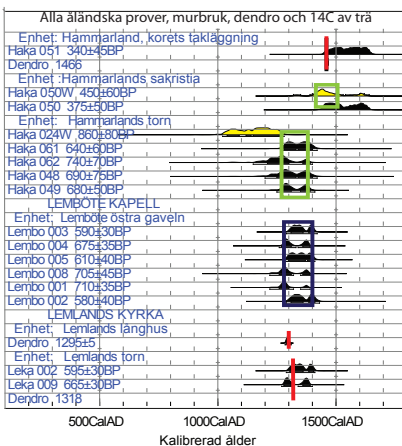 Alla åländska prover, murbruk, dendro och 14C av trä
Enhet: Hammarland, korets takläggning
Haka 051 340±45BP
Dendro 1466
Enhet :Hammarlands sakristia
Haka 050W 450±60BP
Haka 050 375±50BP
Enhet: Hammarlands torn
Haka 024W 860±80BP
Haka 061 640±60BP
Haka 062 740±70BP
Haka 048 690±75BP
Haka 049 680±50BP
LEMBÖTE KAPELL
Enhet: Lemböte östra gaveln
Lembo 003 590±30BP
Lembo 004 675±35BP
Lembo 005 610±40BP
Lembo 008 705±45BP
Lembo 001 710±35BP
Lembo 002 580±40BP
LEMLANDS KYRKA
Enhet: Lemlands långhus
Dendro 1295±5
Enhet: Lemlands torn
Leka 002 595±30BP
Leka 009 665±30BP
Dendro 1318
500CalAD 1000CalAD 1500CalAD
Kalibrerad ålder